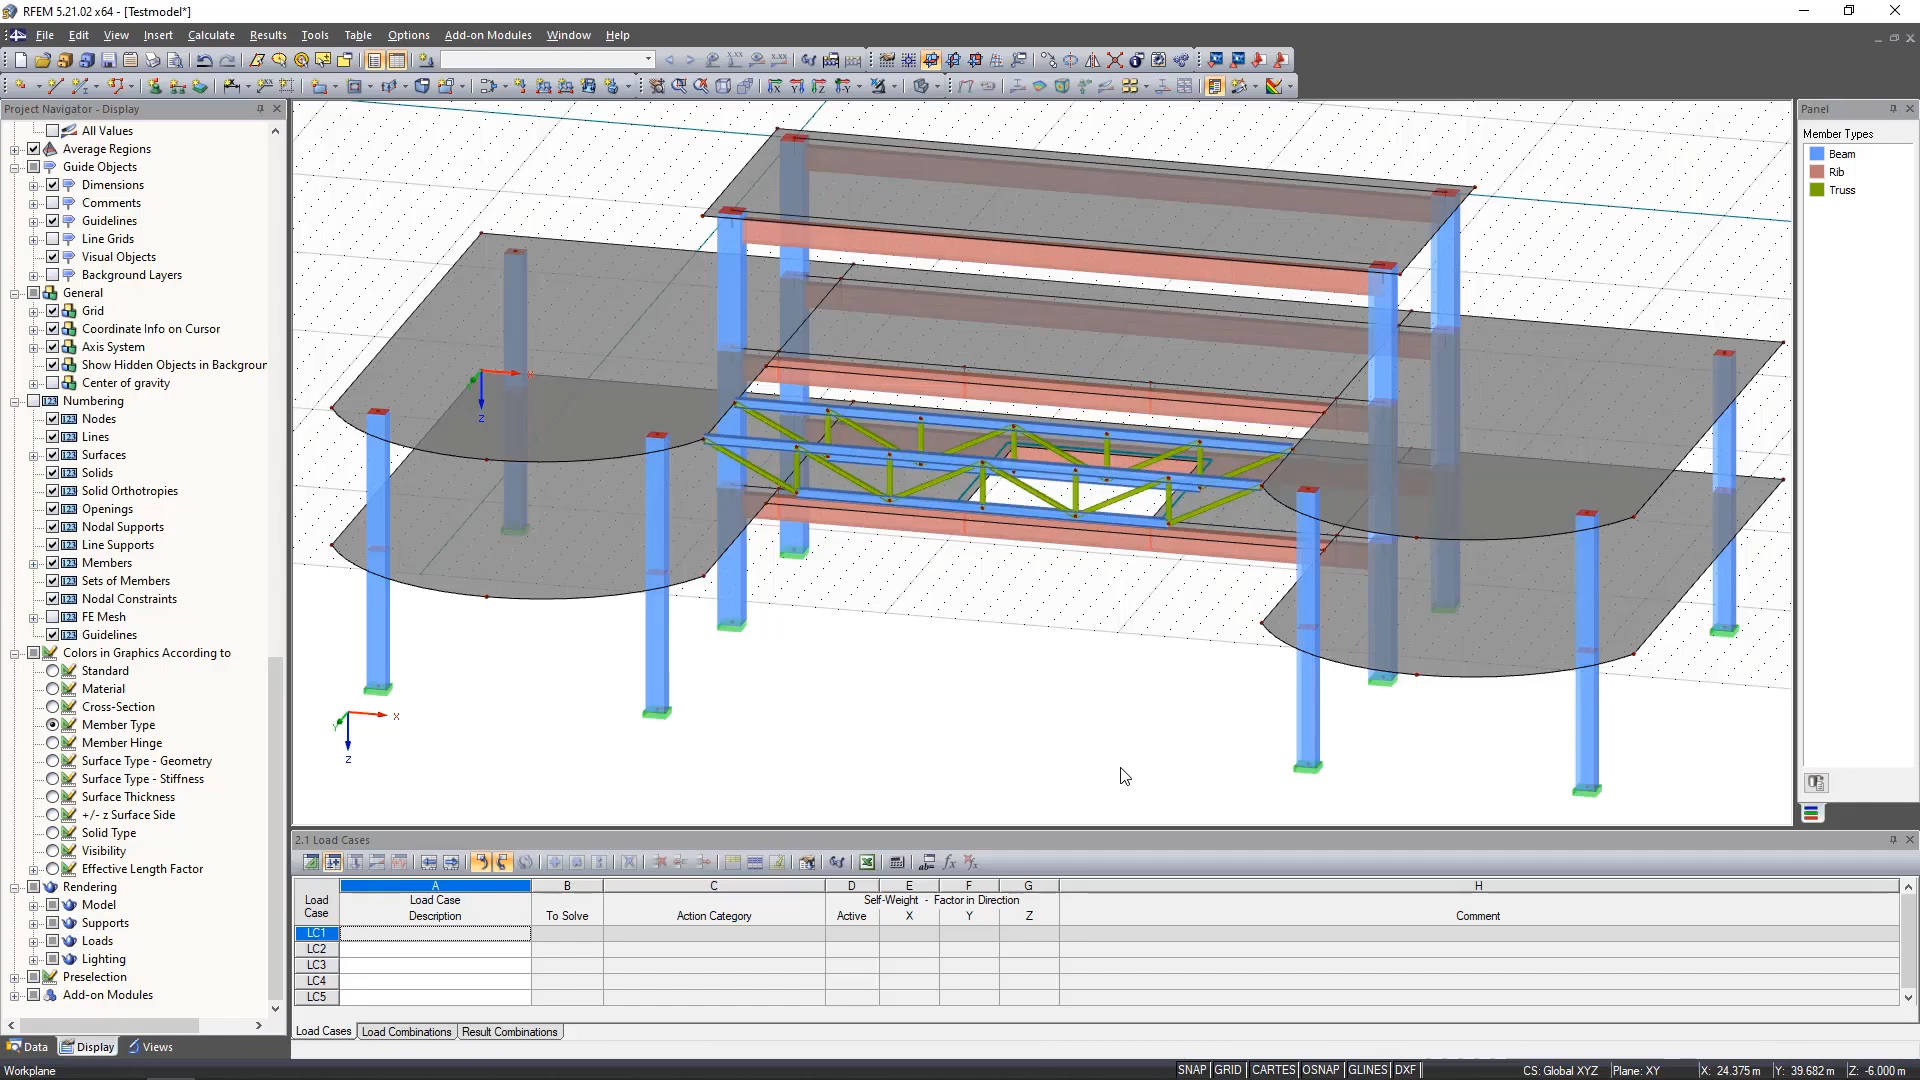 RFEM 5.21.02 x64 - [Testmodel*]
File Edit View Insert Calculate Results Tools Table Options Add-on Modules Window Help
Project Navigator - Display
All Values
Average Regions
Guide Objects
Dimensions
Comments
Guidelines
Line Grids
Visual Objects
Background Layers
General
Grid
Coordinate Info on Cursor
Axis System
Show Hidden Objects in Backgroun
Center of gravity
Numbering
Nodes
Lines
Surfaces
Solids
Solid Orthotropies
Openings
Nodal Supports
Line Supports
Members
Sets of Members
Nodal Constraints
FE Mesh
Guidelines
Colors in Graphics According to
Standard
Material
Cross-Section
Member Type
Member Hinge
Surface Type - Geometry
Surface Type - Stiffness
Surface Thickness
+/- z Surface Side
Solid Type
Visibility
Effective Length Factor
Rendering
Model
Supports
Loads
Lighting
Preselection
Add-on Modules
Data Display Views
X
Z
X
Y
Z
Panel
Member Types
Beam
Rib
Truss
2.1 Load Cases
A B C D E F G H
Load Case
Load Case Description
To Solve
Action Category
Self-Weight - Factor in Direction
Active X Y Z
Comment
LC1
LC2
LC3
LC4
LC5
Load Cases Load Combinations Result Combinations
Workplane
SNAP GRID CARTES OSNAP GLINES DXF
CS: Global XYZ Plane: XY X: 24.375 m Y: 39.682 m Z: -6.000 m